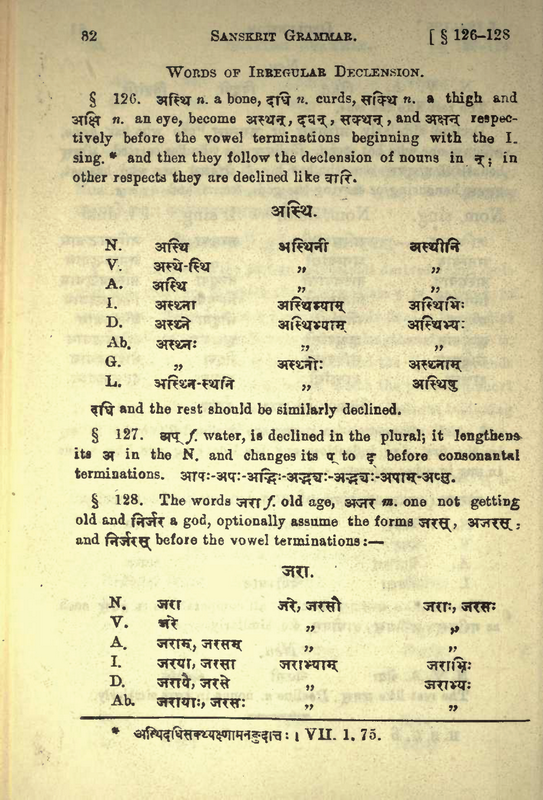 82 SANSKRIT GRAMMAR. [ § 126-128
WORDS OF IRREGULAR DECLENSION.
§ 126. अस्थि n. a bone, दधि n. curds, सक्थि n. a thigh and
अक्षि n. an eye, become अस्थन्, दधन्, सक्थन्, and अक्षन् respec-
tively before the vowel terminations beginning with the I.
sing. * and then they follow the declension of nouns in न्; in
other respects they are declined like वारि.
अस्थि.
N. अस्थि अस्थिनी अस्थीनि
V. अस्थे-स्थि ,, ,,
A. अस्थि ,, ,,
I. अस्थ्ना अस्थिभ्याम् अस्थिभिः
D. अस्थ्ने अस्थिभ्याम् अस्थिभ्यः
Ab. अस्थ्नः ,, ,,
G. ,, अस्थ्नोः अस्थ्नाम्
L. अस्थ्नि-स्थनि ,, अस्थिषु
दधि and the rest should be similarly declined.
§ 127. अप् f. water, is declined in the plural; it lengthens
its अ in the N. and changes its प् to द् before consonantal
terminations. आपः-अपः-अद्भिः-अद्भ्यः-अद्भ्यः-अपाम्-अप्सु.
§ 128. The words जरा f. old age, अजर m. one not getting
old and निर्जर a god, optionally assume the forms जरस्, अजरस्,
and निर्जरस् before the vowel terminations:—
जरा.
N. जरा जरे, जरसौ जराः, जरसः
V. जरे ,, ,,
A. जराम्, जरसम् ,, ,,
I. जरया, जरसा जराभ्याम् जराभिः
D. जरायै, जरसे ,, जराभ्यः
Ab. जरायाः, जरसः ,, ,,
* अस्थिदधिसक्थ्यक्ष्णामनङुदात्तः । VII. 1. 75.